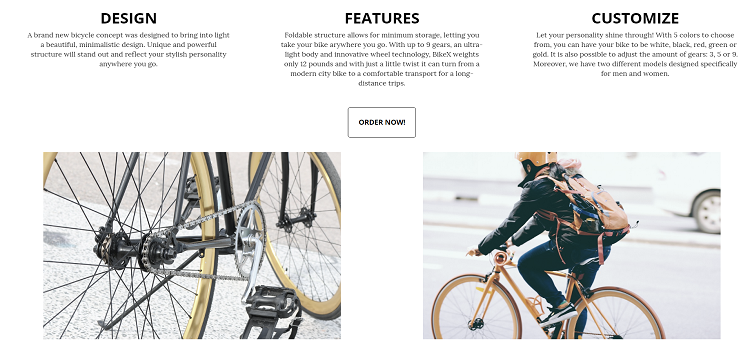 DESIGN
A brand new bicycle concept was designed to bring into light
a beautiful, minimalistic design. Unique and powerful
structure will stand out and reflect your stylish personality
anywhere you go.
FEATURES
Foldable structure allows for minimum storage, letting you
take your bike anywhere you go. With up to 9 gears, an ultra-
light body and innovative wheel technology, BikeX weights
only 12 pounds and with just a little twist it can turn from a
modern city bike to a comfortable transport for a long-
distance trips.
CUSTOMIZE
Let your personality shine through! With 5 colors to choose
from, you can have your bike to be white, black, red, green or
gold. It is also possible to adjust the amount of gears: 3, 5 or 9.
Moreover, we have two different models designed specifically
for men and women.
ORDER NOW!